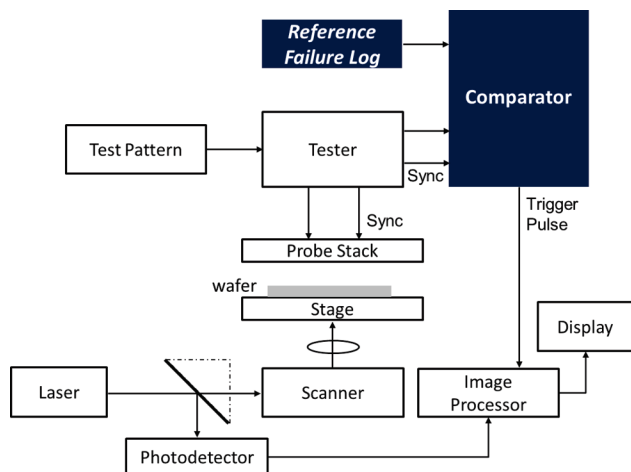 Reference
Failure Log
Comparator
Test Pattern
Tester
Sync
Sync
Trigger
Pulse
Probe Stack
wafer
Stage
Display
Laser
Scanner
Image
Processor
Photodetector